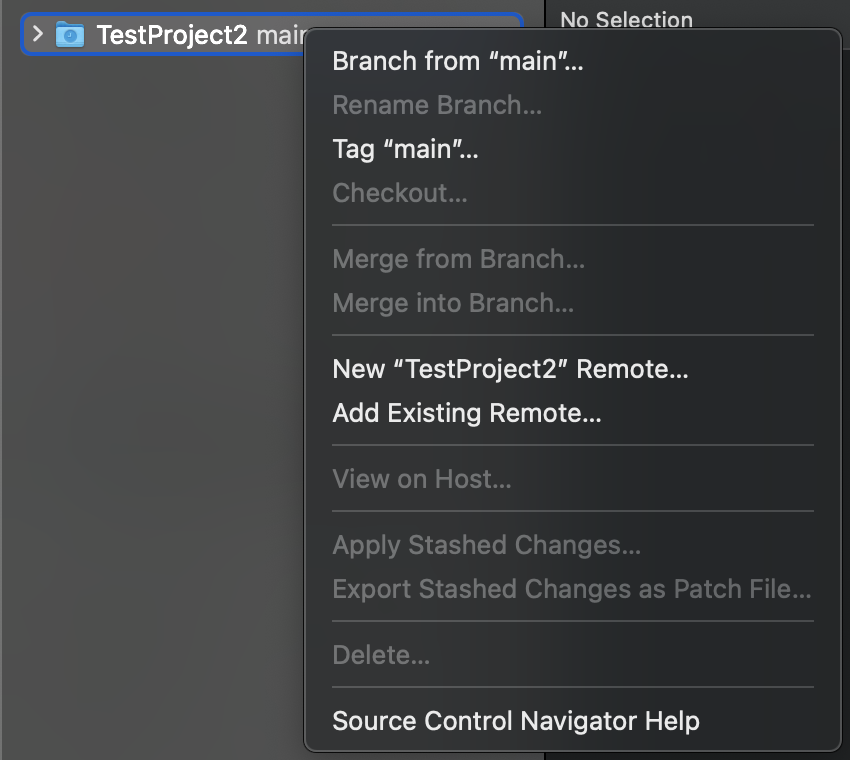 TestProject2 main
No Selection
Branch from “main”...
Rename Branch...
Tag “main”...
Checkout...
Merge from Branch...
Merge into Branch...
New “TestProject2” Remote...
Add Existing Remote...
View on Host...
Apply Stashed Changes...
Export Stashed Changes as Patch File...
Delete...
Source Control Navigator Help